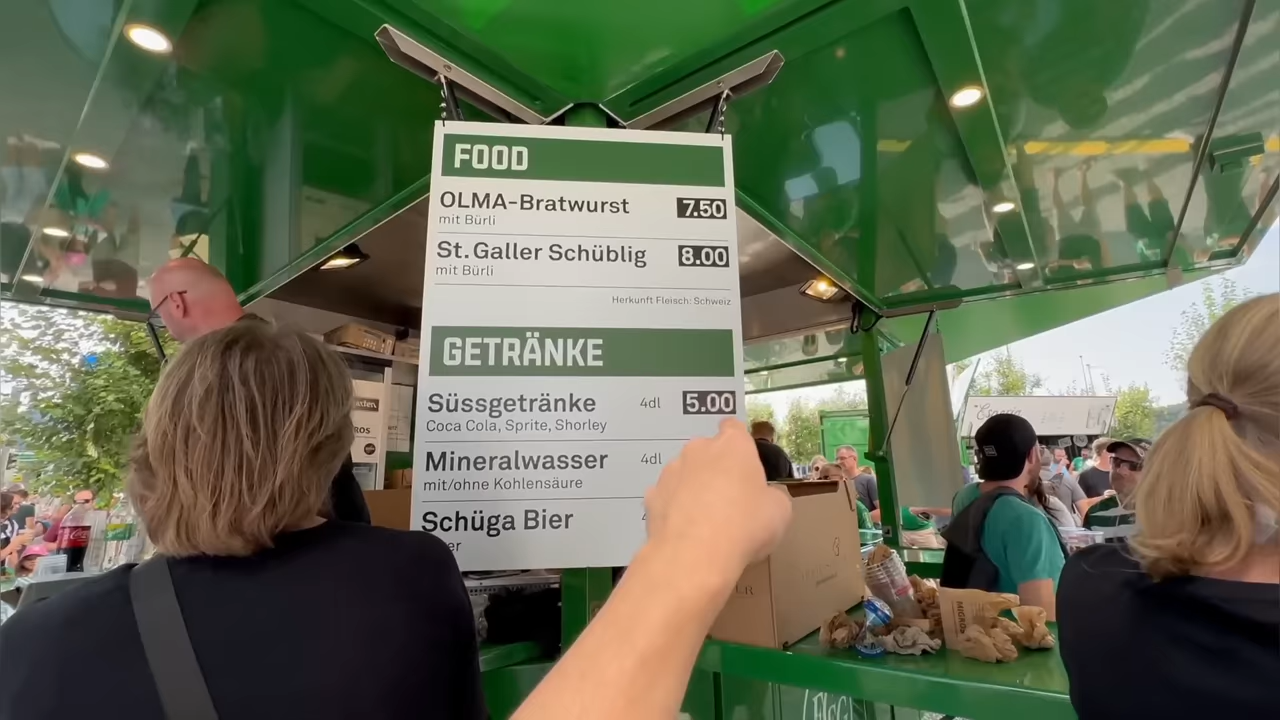 FOOD
OLMA-Bratwurst 7.50
mit Bürli
St.Galler Schüblig 8.00
mit Bürli
Herkunft Fleisch: Schweiz
GETRÄNKE
Süssgetränke 4dl 5.00
Coca Cola, Sprite, Shorley
Mineralwasser 4dl
mit/ohne Kohlensäure
Schüga Bier
MIGROS